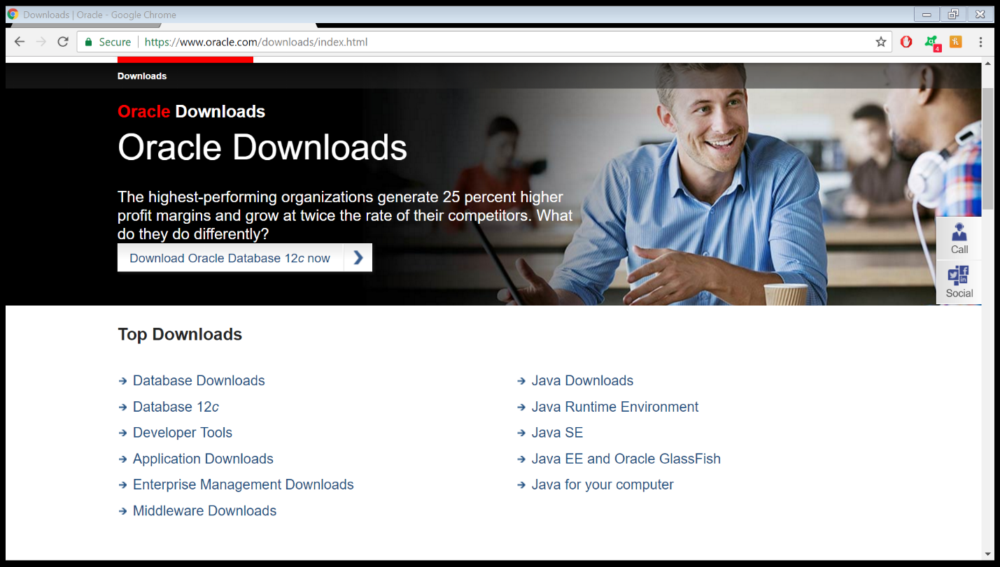 Downloads | Oracle - Google Chrome
Secure https://www.oracle.com/downloads/index.html
4
Downloads
Oracle Downloads
Oracle Downloads
The highest-performing organizations generate 25 percent higher
profit margins and grow at twice the rate of their competitors. What
do they do differently?
Download Oracle Database 12c now
Call
Social
Top Downloads
Database Downloads
Database 12c
Developer Tools
Application Downloads
Enterprise Management Downloads
Middleware Downloads
Java Downloads
Java Runtime Environment
Java SE
Java EE and Oracle GlassFish
Java for your computer